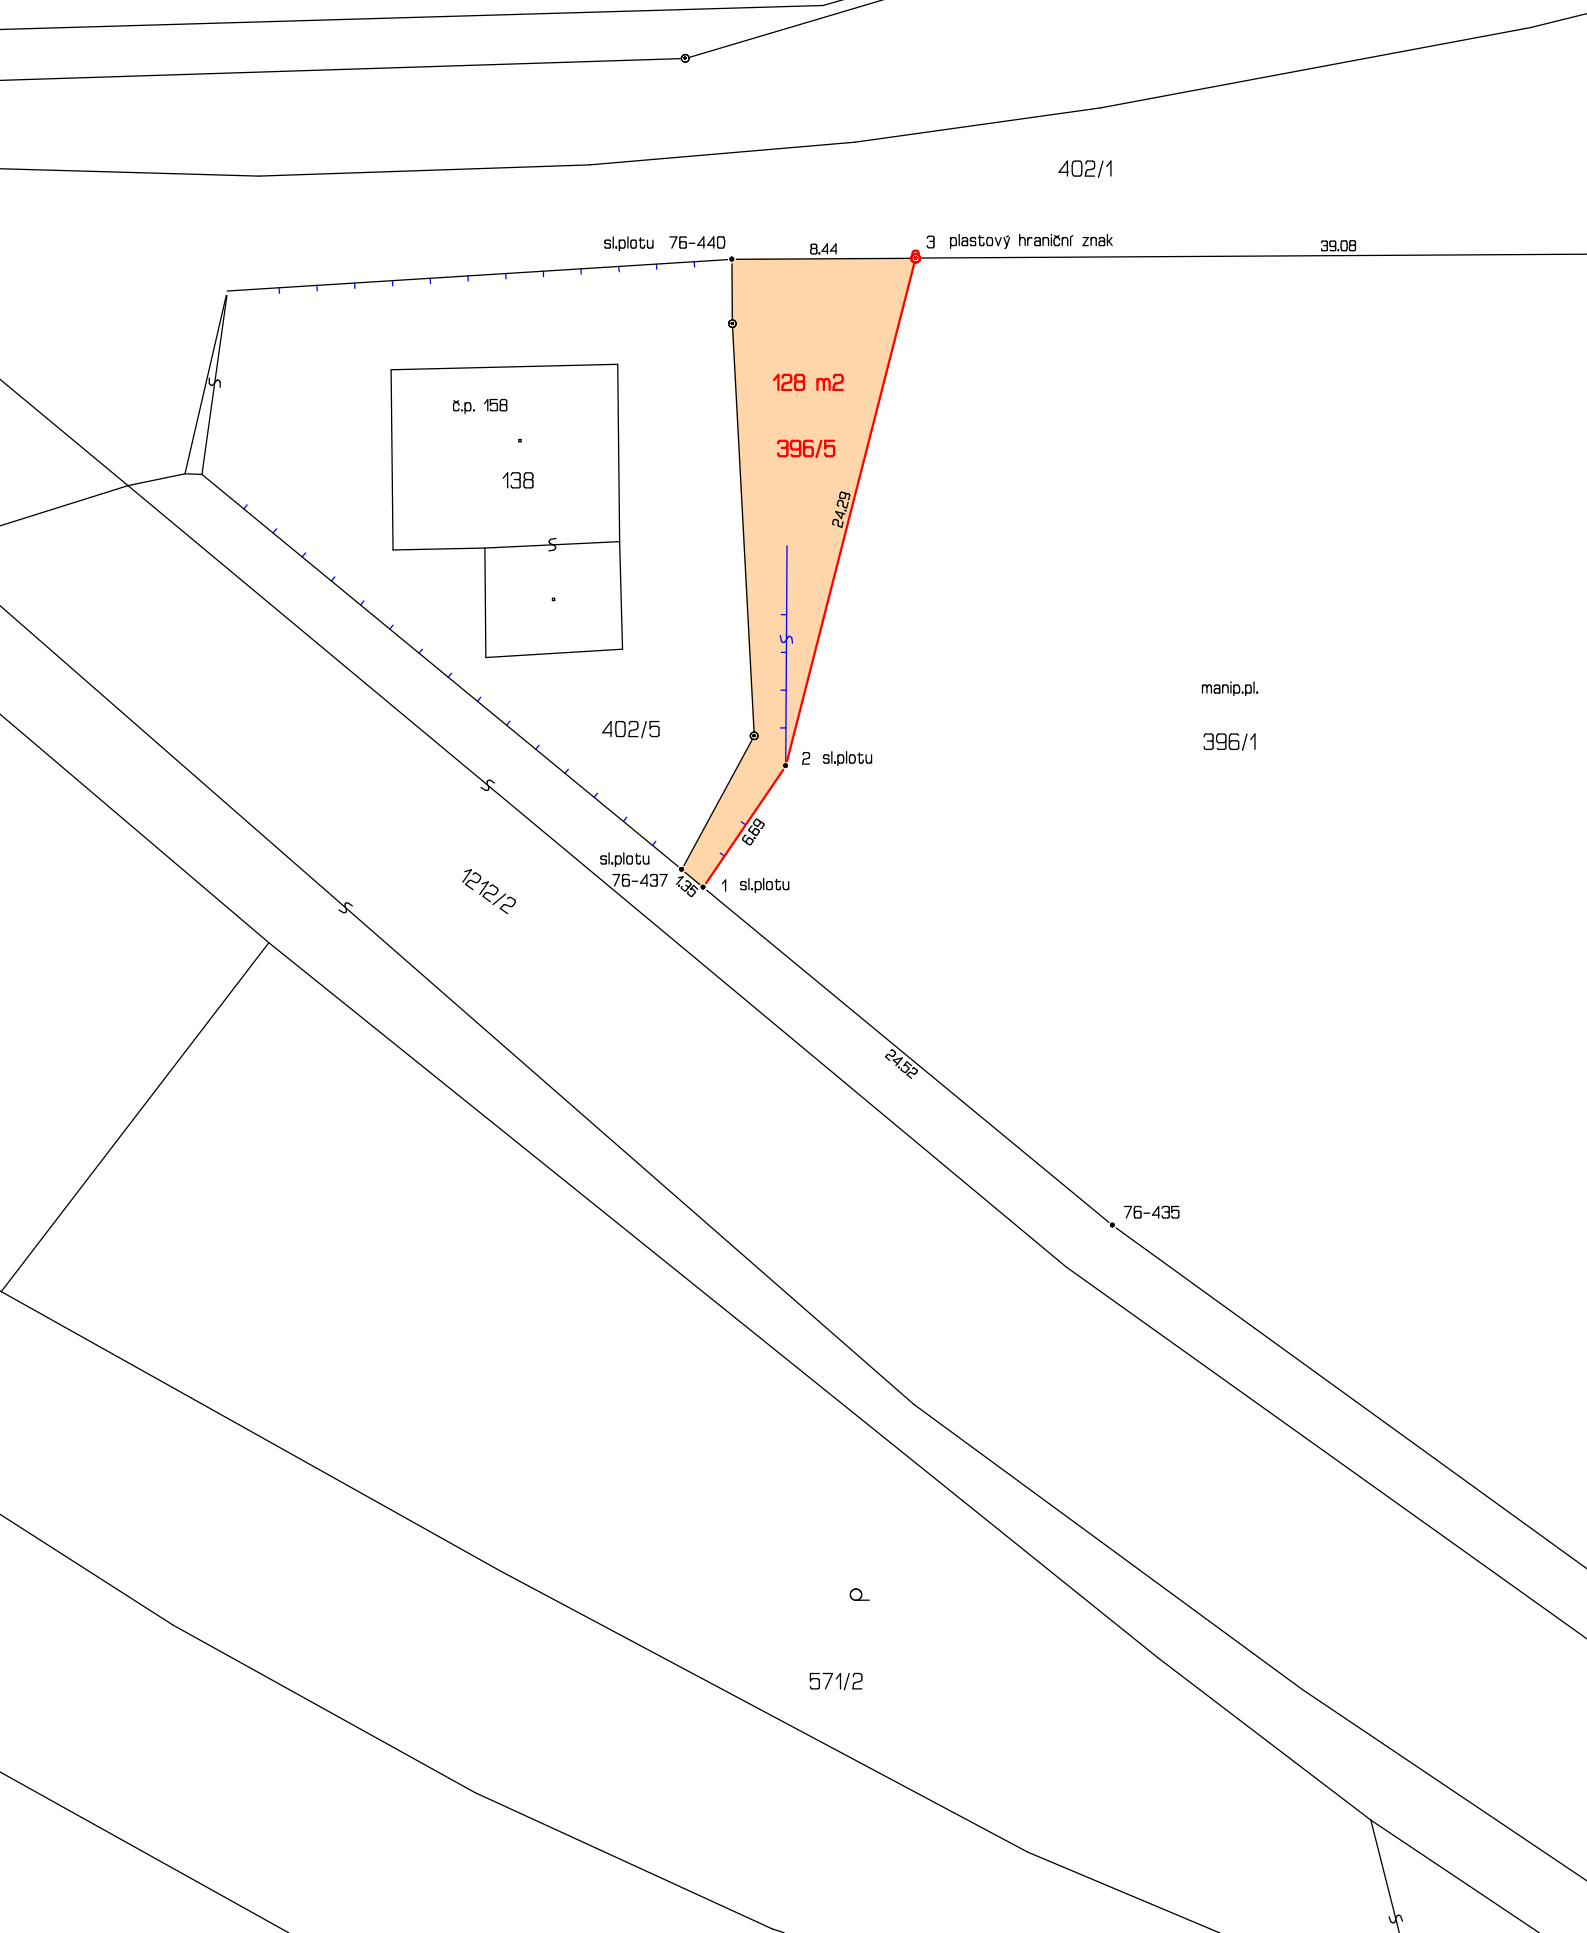 402/1
sl.plotu 76-440
8.44
3 plastový hraniční znak
39.08
128 m2
č.p. 158
396/5
138
24.29
manip.pl.
402/5
396/1
2 sl.plotu
6.69
sl.plotu
76-437
1.35
1 sl.plotu
1212/2
24.52
76-435
571/2